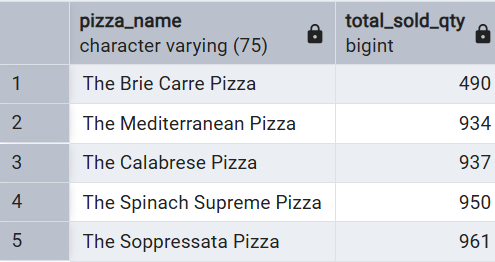 pizza_name total_sold_qty
character varying (75) bigint
1 The Brie Carre Pizza 490
2 The Mediterranean Pizza 934
3 The Calabrese Pizza 937
4 The Spinach Supreme Pizza 950
5 The Soppressata Pizza 961